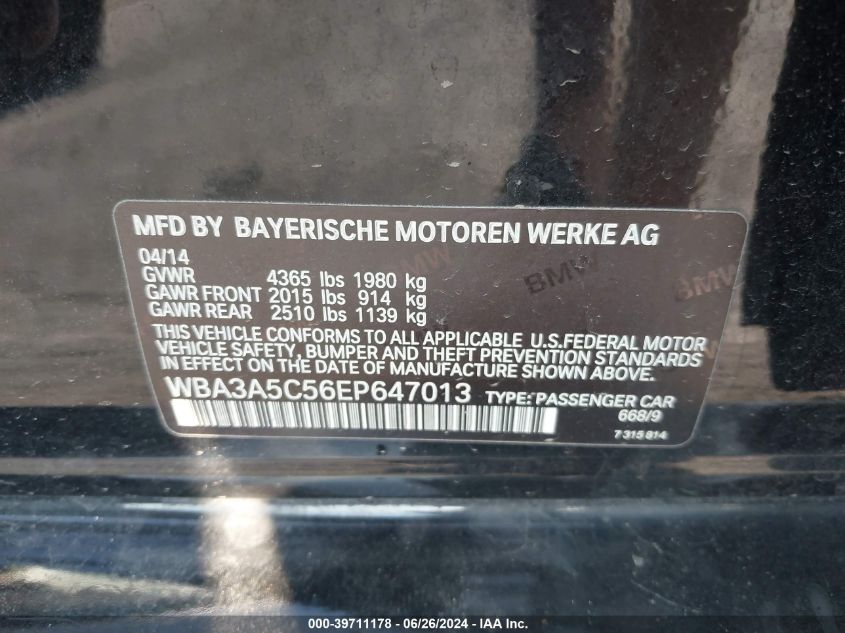 MFD BY BAYERISCHE MOTOREN WERKE AG
04/14
GVWR 4365 lbs 1980 kg
GAWR FRONT 2015 lbs 914 kg
GAWR REAR 2510 lbs 1139 kg
THIS VEHICLE CONFORMS TO ALL APPLICABLE U.S.FEDERAL MOTOR
VEHICLE SAFETY, BUMPER AND THEFT PREVENTION STANDARDS
IN EFFECT ON THE DATE OF MANUFACTURE SHOWN ABOVE.
WBA3A5C56EP647013 TYPE: PASSENGER CAR
668/9
7 315 814
BMW
BMW
BMW
000-39711178 - 06/26/2024 - IAA Inc.